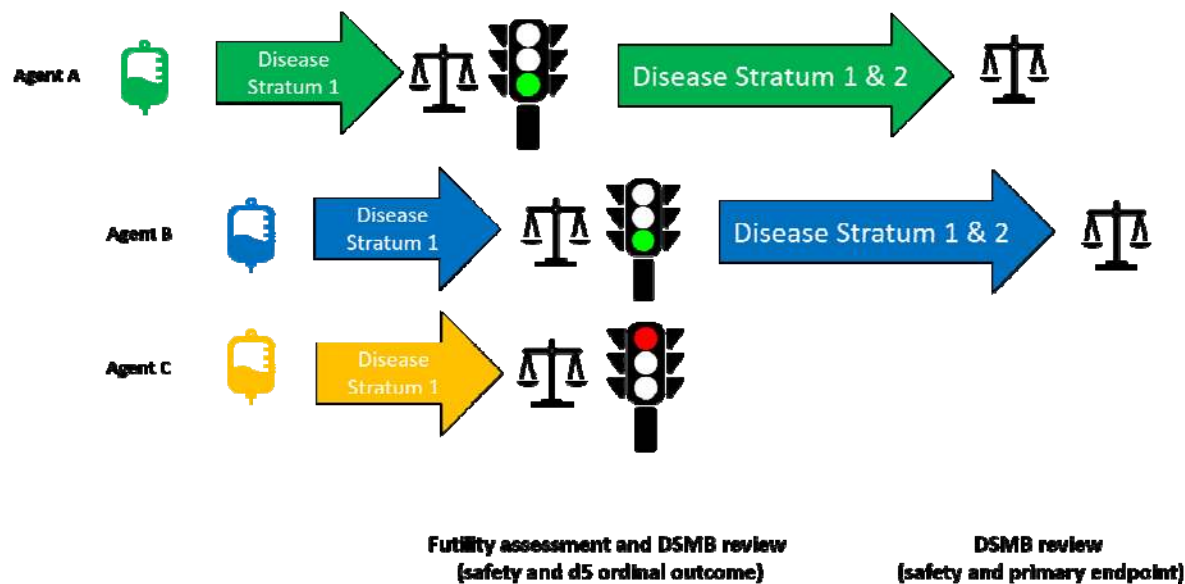 Agent A
Disease
Stratum 1
Disease Stratum 1 & 2
Agent B
Disease
Stratum 1
Disease Stratum 1 & 2
Agent C
Disease
Stratum 1
Futility assessment and DSMB review
(safety and d5 ordinal outcome)
DSMB review
(safety and primary endpoint)